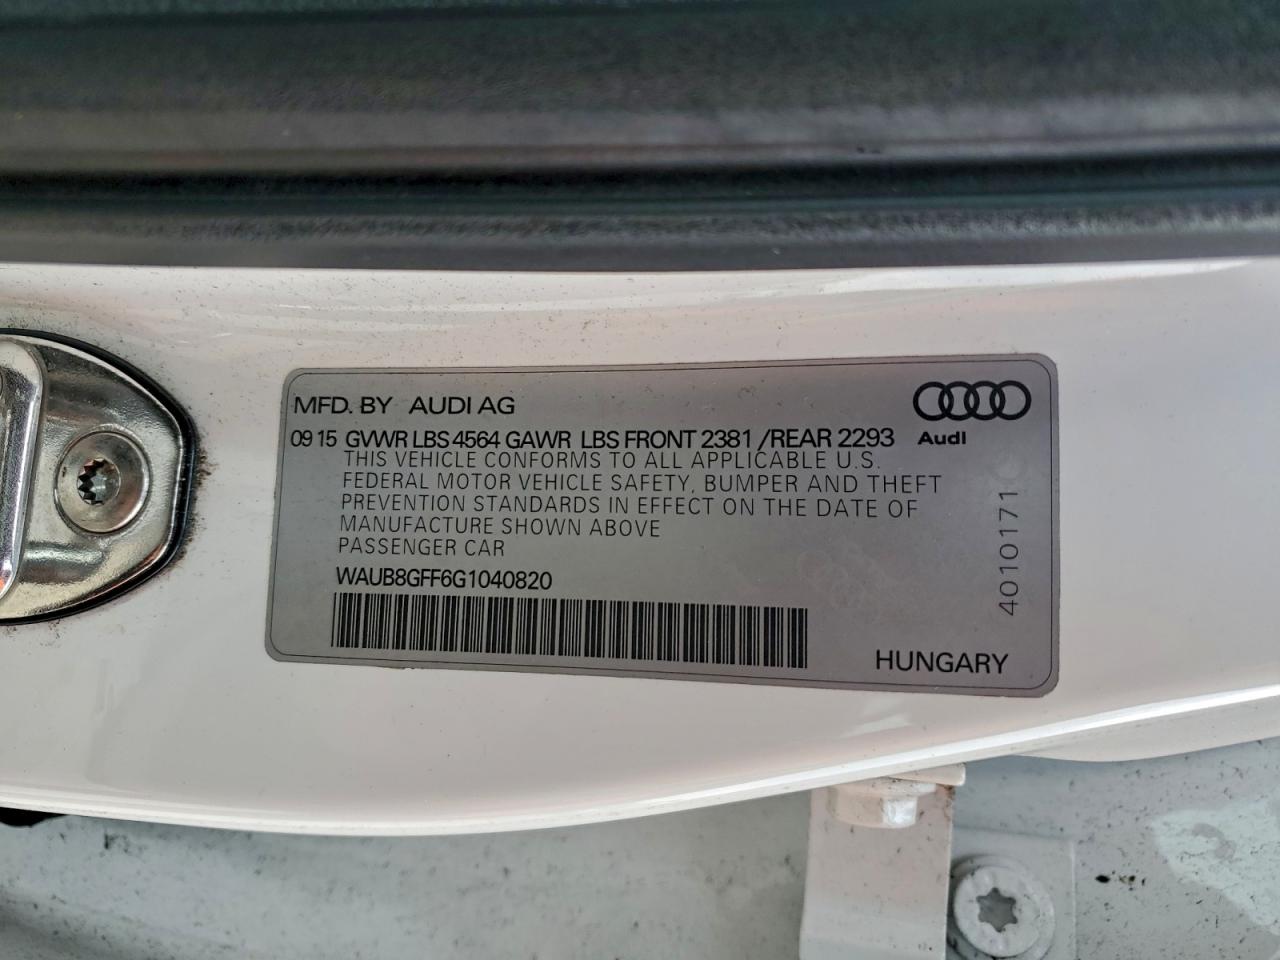 MFD. BY AUDI AG
09 15 GVWR LBS 4564 GAWR LBS FRONT 2381 /REAR 2293
Audi
THIS VEHICLE CONFORMS TO ALL APPLICABLE U.S.
FEDERAL MOTOR VEHICLE SAFETY, BUMPER AND THEFT
PREVENTION STANDARDS IN EFFECT ON THE DATE OF
MANUFACTURE SHOWN ABOVE
PASSENGER CAR
WAUB8GFF6G1040820
4010171
HUNGARY